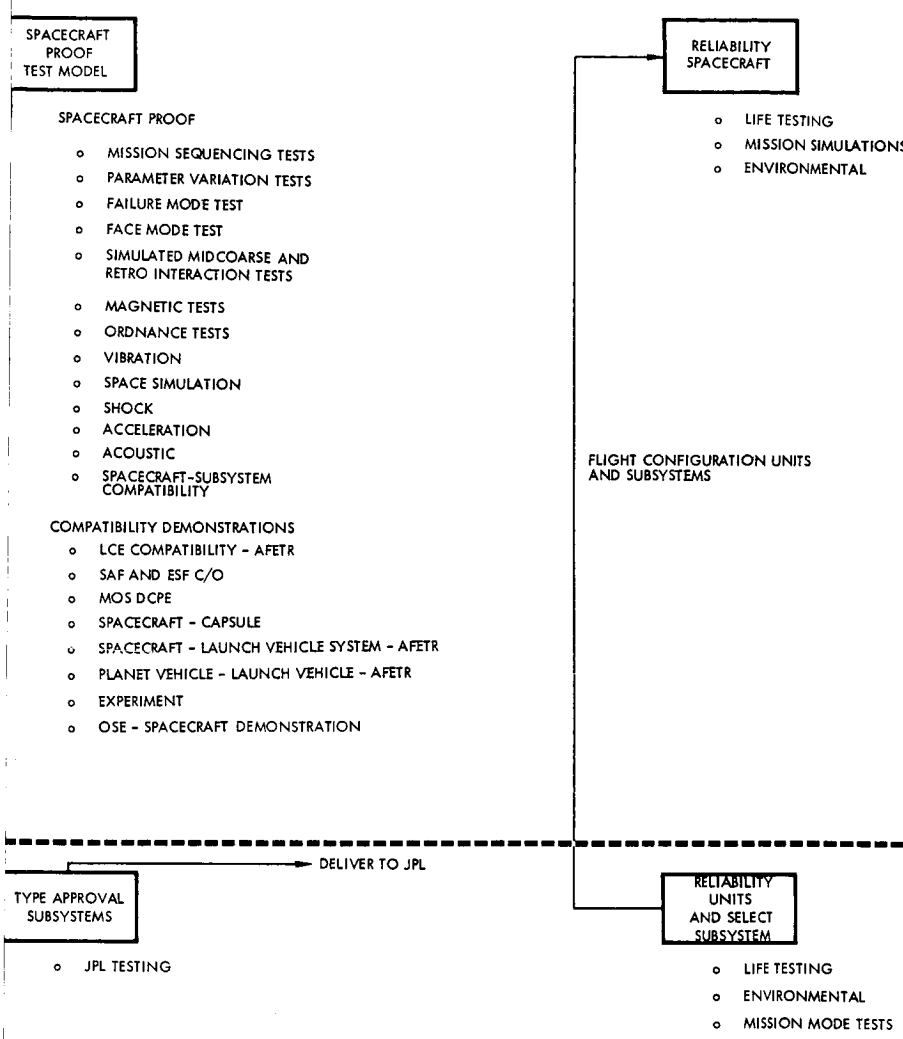 SPACECRAFT
PROOF
TEST MODEL
SPACECRAFT PROOF
o MISSION SEQUENCING TESTS
o PARAMETER VARIATION TESTS
o FAILURE MODE TEST
o FACE MODE TEST
o SIMULATED MIDCOARSE AND
RETRO INTERACTION TESTS
o MAGNETIC TESTS
o ORDNANCE TESTS
o VIBRATION
o SPACE SIMULATION
o SHOCK
o ACCELERATION
o ACOUSTIC
o SPACECRAFT-SUBSYSTEM
COMPATIBILITY
COMPATIBILITY DEMONSTRATIONS
o LCE COMPATIBILITY - AFETR
o SAF AND ESF C/O
o MOS DCPE
o SPACECRAFT - CAPSULE
o SPACECRAFT - LAUNCH VEHICLE SYSTEM - AFETR
o PLANET VEHICLE - LAUNCH VEHICLE - AFETR
o EXPERIMENT
o OSE - SPACECRAFT DEMONSTRATION
RELIABILITY
SPACECRAFT
o LIFE TESTING
o MISSION SIMULATIONS
o ENVIRONMENTAL
FLIGHT CONFIGURATION UNITS
AND SUBSYSTEMS
DELIVER TO JPL
TYPE APPROVAL
SUBSYSTEMS
o JPL TESTING
RELIABILITY
UNITS
AND SELECT
SUBSYSTEM
o LIFE TESTING
o ENVIRONMENTAL
o MISSION MODE TESTS